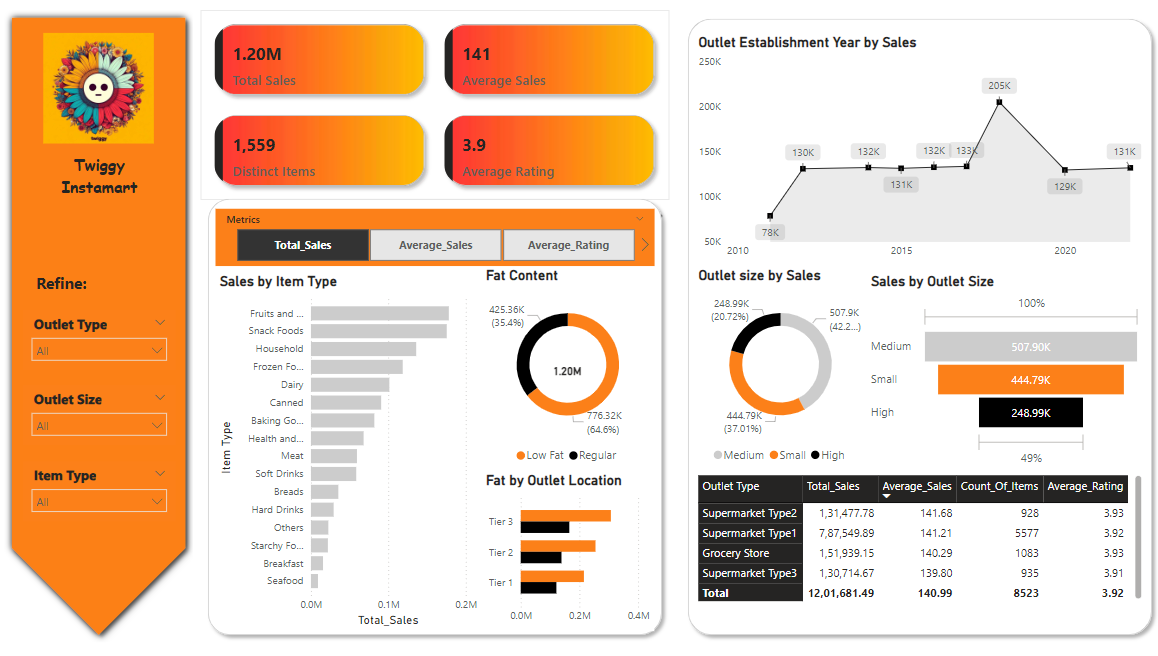 twiggy
Twiggy
Instamart
Refine:
Outlet Type
All
Outlet Size
All
Item Type
All
1.20M
Total Sales
141
Average Sales
1,559
Distinct Items
3.9
Average Rating
Metrics
Total_Sales Average_Sales Average_Rating
Sales by Item Type
Item Type
Fruits and ...
Snack Foods
Household
Frozen Fo...
Dairy
Canned
Baking Go...
Health and...
Meat
Soft Drinks
Breads
Hard Drinks
Others
Starchy Fo...
Breakfast
Seafood
0.0M 0.1M 0.2M
Total_Sales
Fat Content
425.36K
(35.4%)
1.20M
776.32K
(64.6%)
Low Fat Regular
Fat by Outlet Location
Tier 3
Tier 2
Tier 1
0.0M 0.2M 0.4M
Outlet Establishment Year by Sales
250K
200K
150K
100K
50K
78K
130K
132K
131K
132K
133K
205K
129K
131K
2010 2015 2020
Outlet size by Sales
248.99K
(20.72%)
507.9K
(42.2...)
444.79K
(37.01%)
Medium Small High
Sales by Outlet Size
100%
Medium 507.90K
Small 444.79K
High 248.99K
49%
Outlet Type Total_Sales Average_Sales Count_Of_Items Average_Rating
Supermarket Type2 1,31,477.78 141.68 928 3.93
Supermarket Type1 7,87,549.89 141.21 5577 3.92
Grocery Store 1,51,939.15 140.29 1083 3.93
Supermarket Type3 1,30,714.67 139.80 935 3.91
Total 12,01,681.49 140.99 8523 3.92